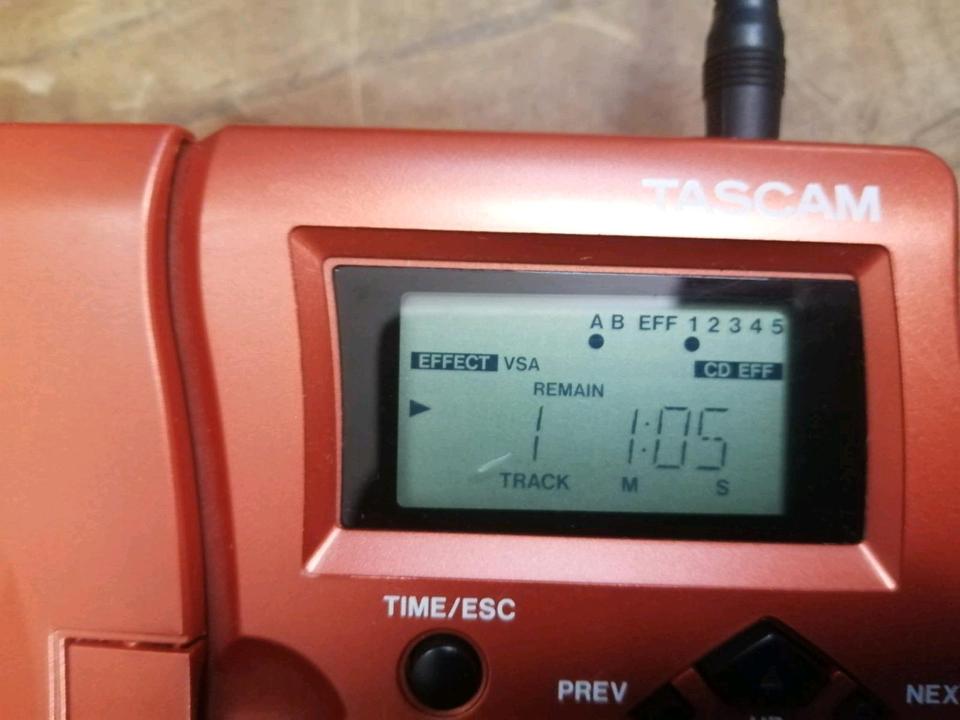 TASCAM
A B EFF 1 2 3 4 5
EFFECT VSA CD EFF
REMAIN
1 1:05
TRACK M S
TIME/ESC
PREV NEX
UP